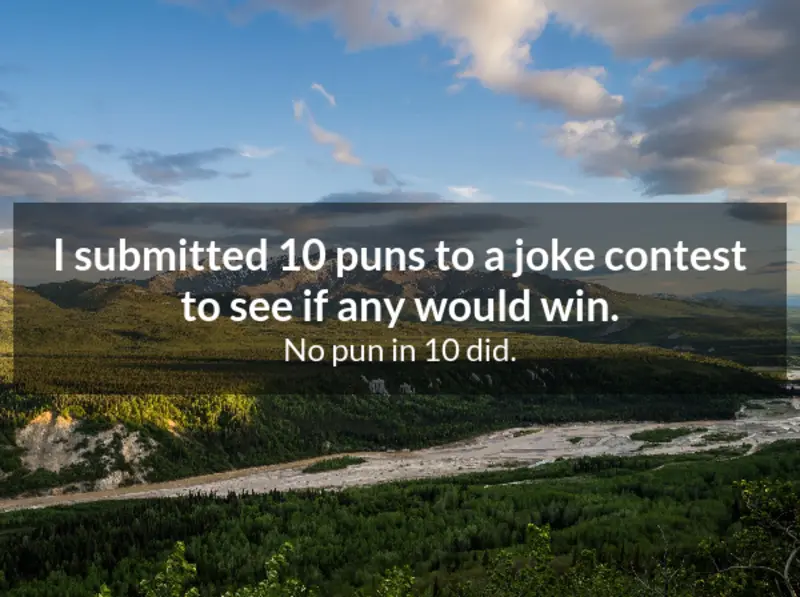 I submitted 10 puns to a joke contest
to see if any would win.
No pun in 10 did.